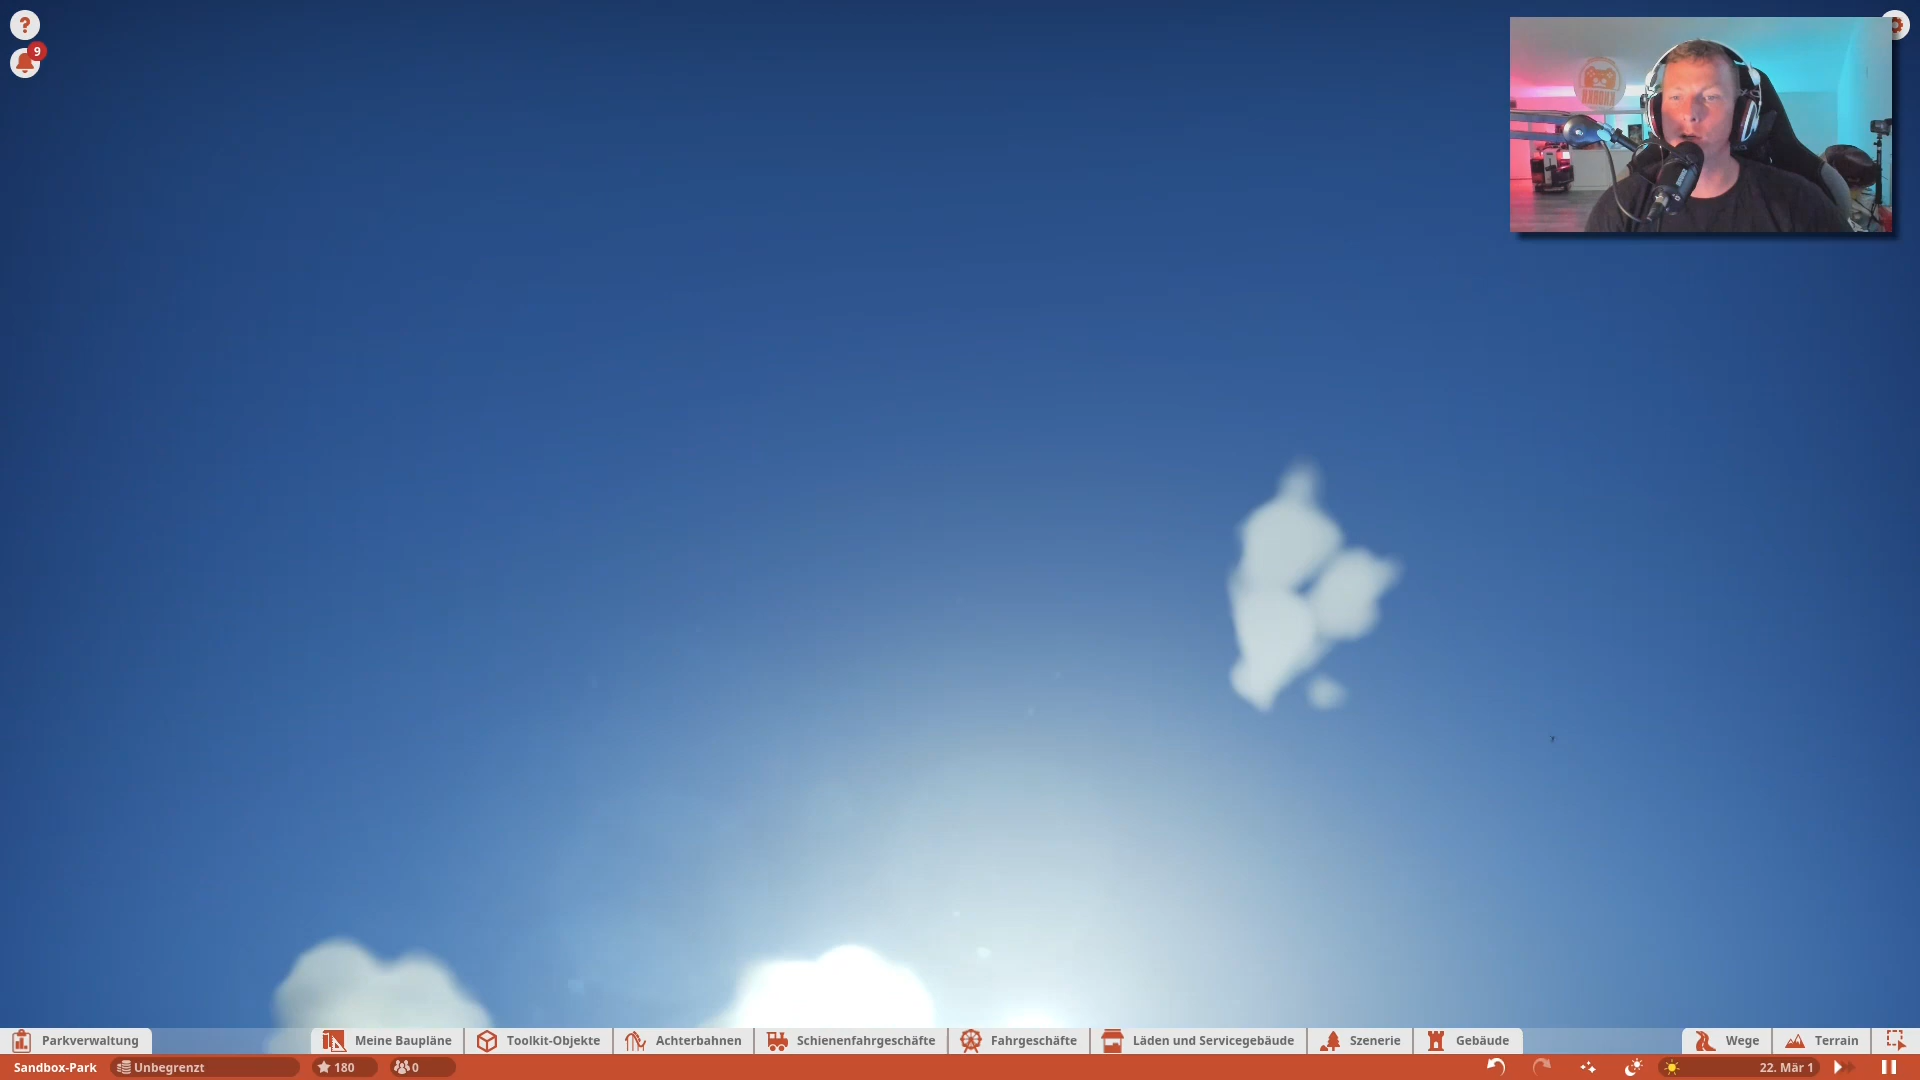 ?
9
Parkverwaltung
Meine Baupläne
Toolkit-Objekte
Achterbahnen
Schienenfahrgeschäfte
Fahrgeschäfte
Läden und Servicegebäude
Szenerie
Gebäude
Wege
Terrain
Sandbox-Park
Unbegrenzt
180
0
22. Mär 1